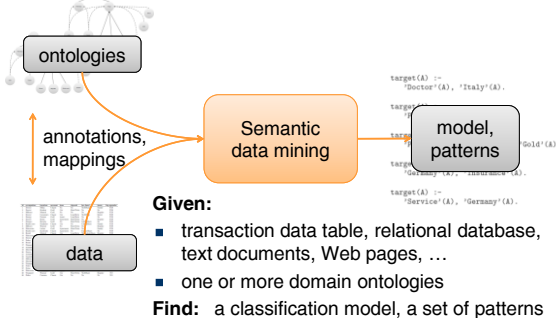 ontologies
annotations,
mappings
data
Semantic
data mining
target(A) :-
'Doctor'(A), 'Italy'(A).
model,
patterns
'Gold'(A)
'Germany'(A), 'Insurance'(A).
target(A) :-
'Service'(A), 'Germany'(A).
Given:
transaction data table, relational database,
text documents, Web pages, …
one or more domain ontologies
Find: a classification model, a set of patterns